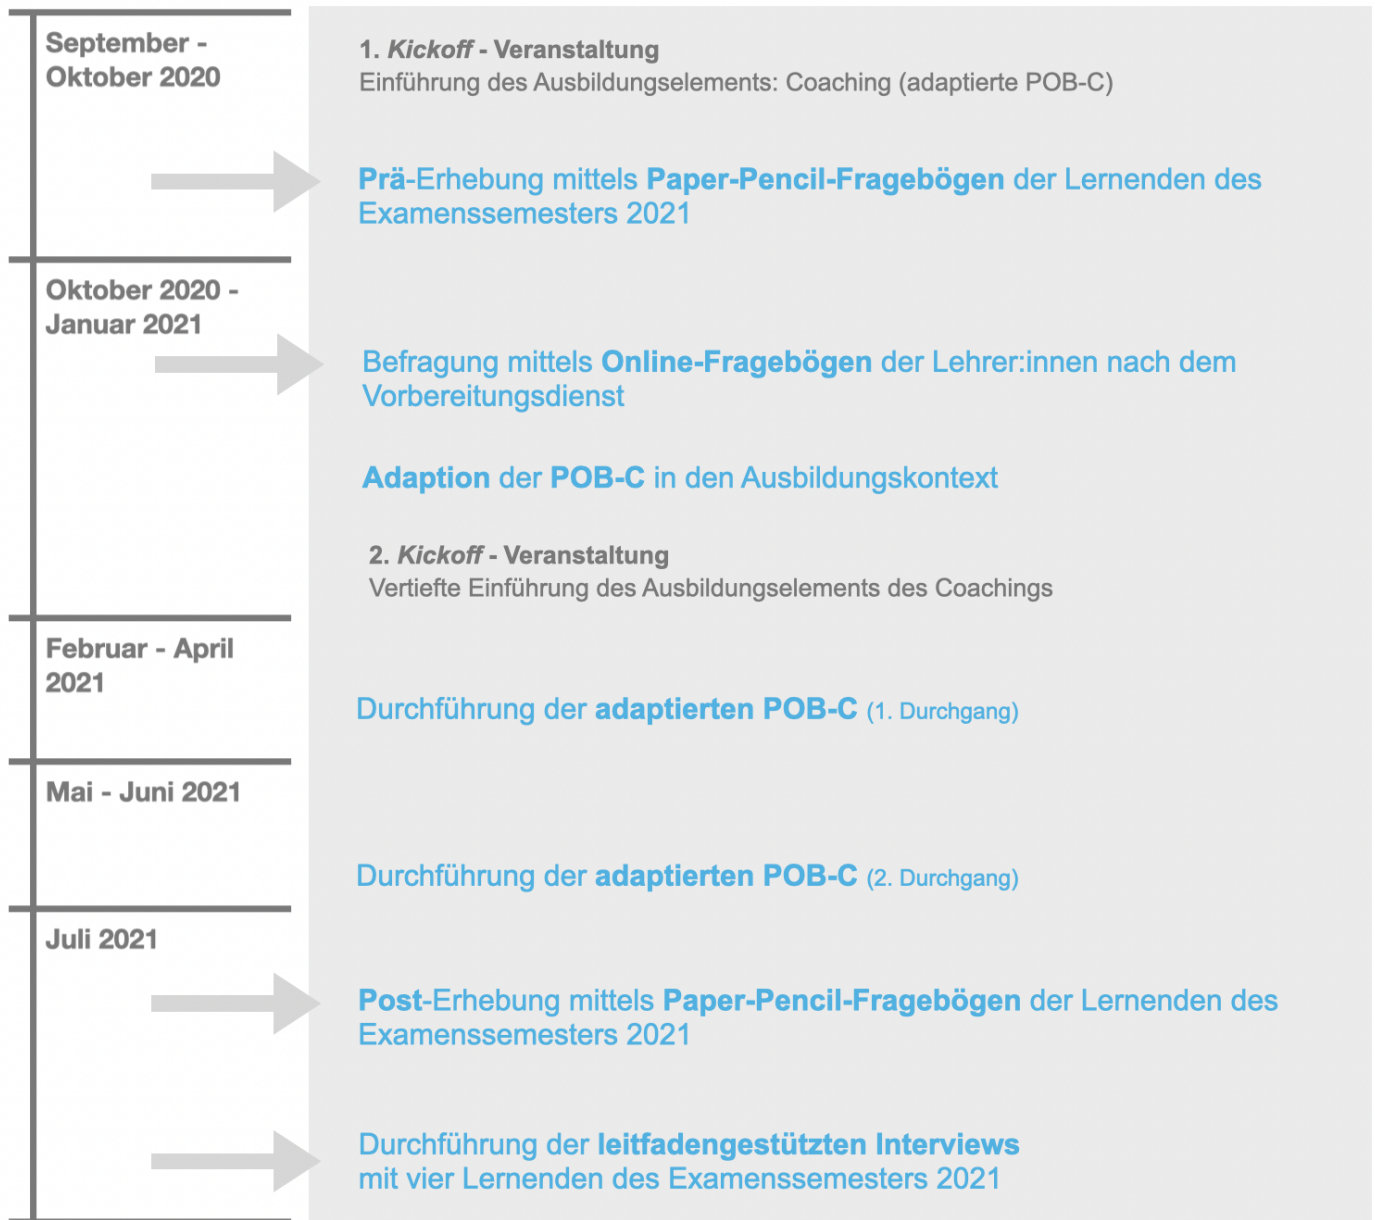 September -
Oktober 2020
1. Kickoff - Veranstaltung
Einführung des Ausbildungselements: Coaching (adaptierte POB-C)
Prä-Erhebung mittels Paper-Pencil-Fragebögen der Lernenden des
Examenssemesters 2021
Oktober 2020 -
Januar 2021
Befragung mittels Online-Fragebögen der Lehrer:innen nach dem
Vorbereitungsdienst
Adaption der POB-C in den Ausbildungskontext
2. Kickoff - Veranstaltung
Vertiefte Einführung des Ausbildungselements des Coachings
Februar - April
2021
Durchführung der adaptierten POB-C (1. Durchgang)
Mai - Juni 2021
Durchführung der adaptierten POB-C (2. Durchgang)
Juli 2021
Post-Erhebung mittels Paper-Pencil-Fragebögen der Lernenden des
Examenssemesters 2021
Durchführung der leitfadengestützten Interviews
mit vier Lernenden des Examenssemesters 2021